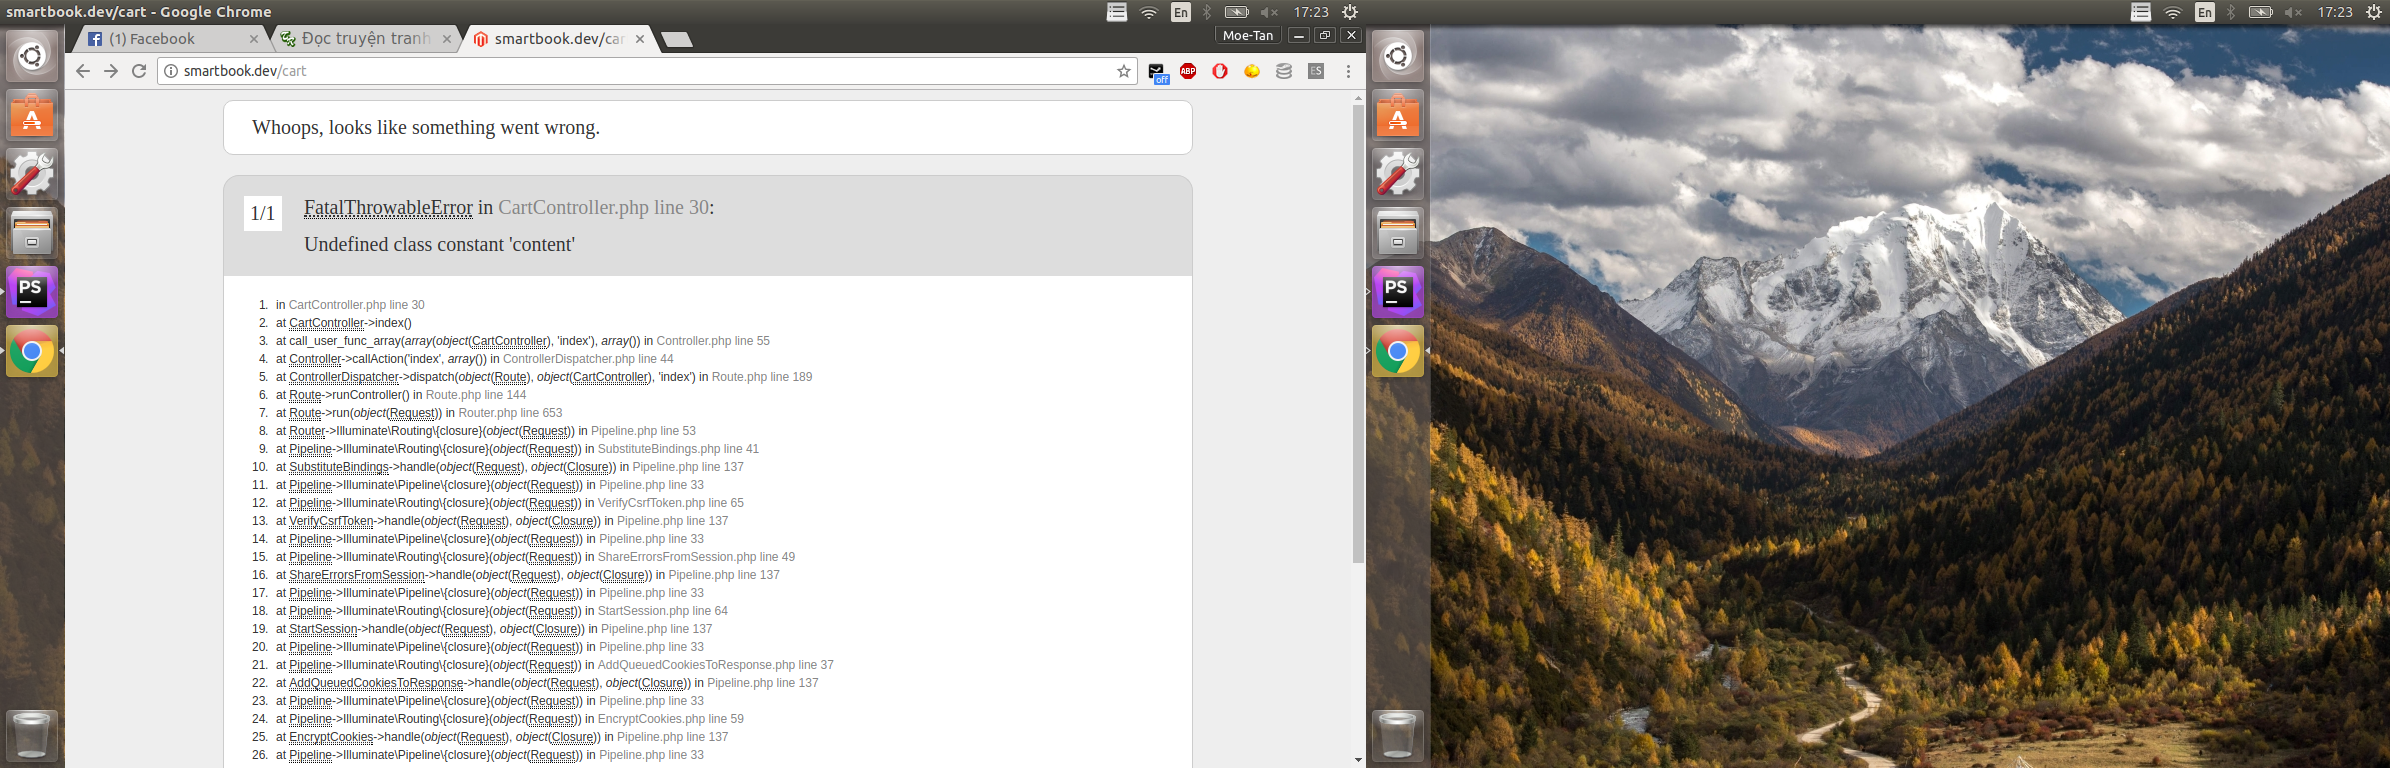 smartbook.dev/cart - Google Chrome
En
17:23
En
17:23
(1) Facebook
Đọc truyện tranh
smartbook.dev/car
Moe-Tan
smartbook.dev/cart
off
ABP
ES
Whoops, looks like something went wrong.
1/1
FatalThrowableError in CartController.php line 30:
Undefined class constant 'content'
1. in CartController.php line 30
2. at CartController->index()
3. at call_user_func_array(array(object(CartController), 'index'), array()) in Controller.php line 55
4. at Controller->callAction('index', array()) in ControllerDispatcher.php line 44
5. at ControllerDispatcher->dispatch(object(Route), object(CartController), 'index') in Route.php line 189
6. at Route->runController() in Route.php line 144
7. at Route->run(object(Request)) in Router.php line 653
8. at Router->Illuminate\Routing\{closure}(object(Request)) in Pipeline.php line 53
9. at Pipeline->Illuminate\Routing\{closure}(object(Request)) in SubstituteBindings.php line 41
10. at SubstituteBindings->handle(object(Request), object(Closure)) in Pipeline.php line 137
11. at Pipeline->Illuminate\Pipeline\{closure}(object(Request)) in Pipeline.php line 33
12. at Pipeline->Illuminate\Routing\{closure}(object(Request)) in VerifyCsrfToken.php line 65
13. at VerifyCsrfToken->handle(object(Request), object(Closure)) in Pipeline.php line 137
14. at Pipeline->Illuminate\Pipeline\{closure}(object(Request)) in Pipeline.php line 33
15. at Pipeline->Illuminate\Routing\{closure}(object(Request)) in ShareErrorsFromSession.php line 49
16. at ShareErrorsFromSession->handle(object(Request), object(Closure)) in Pipeline.php line 137
17. at Pipeline->Illuminate\Pipeline\{closure}(object(Request)) in Pipeline.php line 33
18. at Pipeline->Illuminate\Routing\{closure}(object(Request)) in StartSession.php line 64
19. at StartSession->handle(object(Request), object(Closure)) in Pipeline.php line 137
20. at Pipeline->Illuminate\Pipeline\{closure}(object(Request)) in Pipeline.php line 33
21. at Pipeline->Illuminate\Routing\{closure}(object(Request)) in AddQueuedCookiesToResponse.php line 37
22. at AddQueuedCookiesToResponse->handle(object(Request), object(Closure)) in Pipeline.php line 137
23. at Pipeline->Illuminate\Pipeline\{closure}(object(Request)) in Pipeline.php line 33
24. at Pipeline->Illuminate\Routing\{closure}(object(Request)) in EncryptCookies.php line 59
25. at EncryptCookies->handle(object(Request), object(Closure)) in Pipeline.php line 137
26. at Pipeline->Illuminate\Pipeline\{closure}(object(Request)) in Pipeline.php line 33
PS
PS